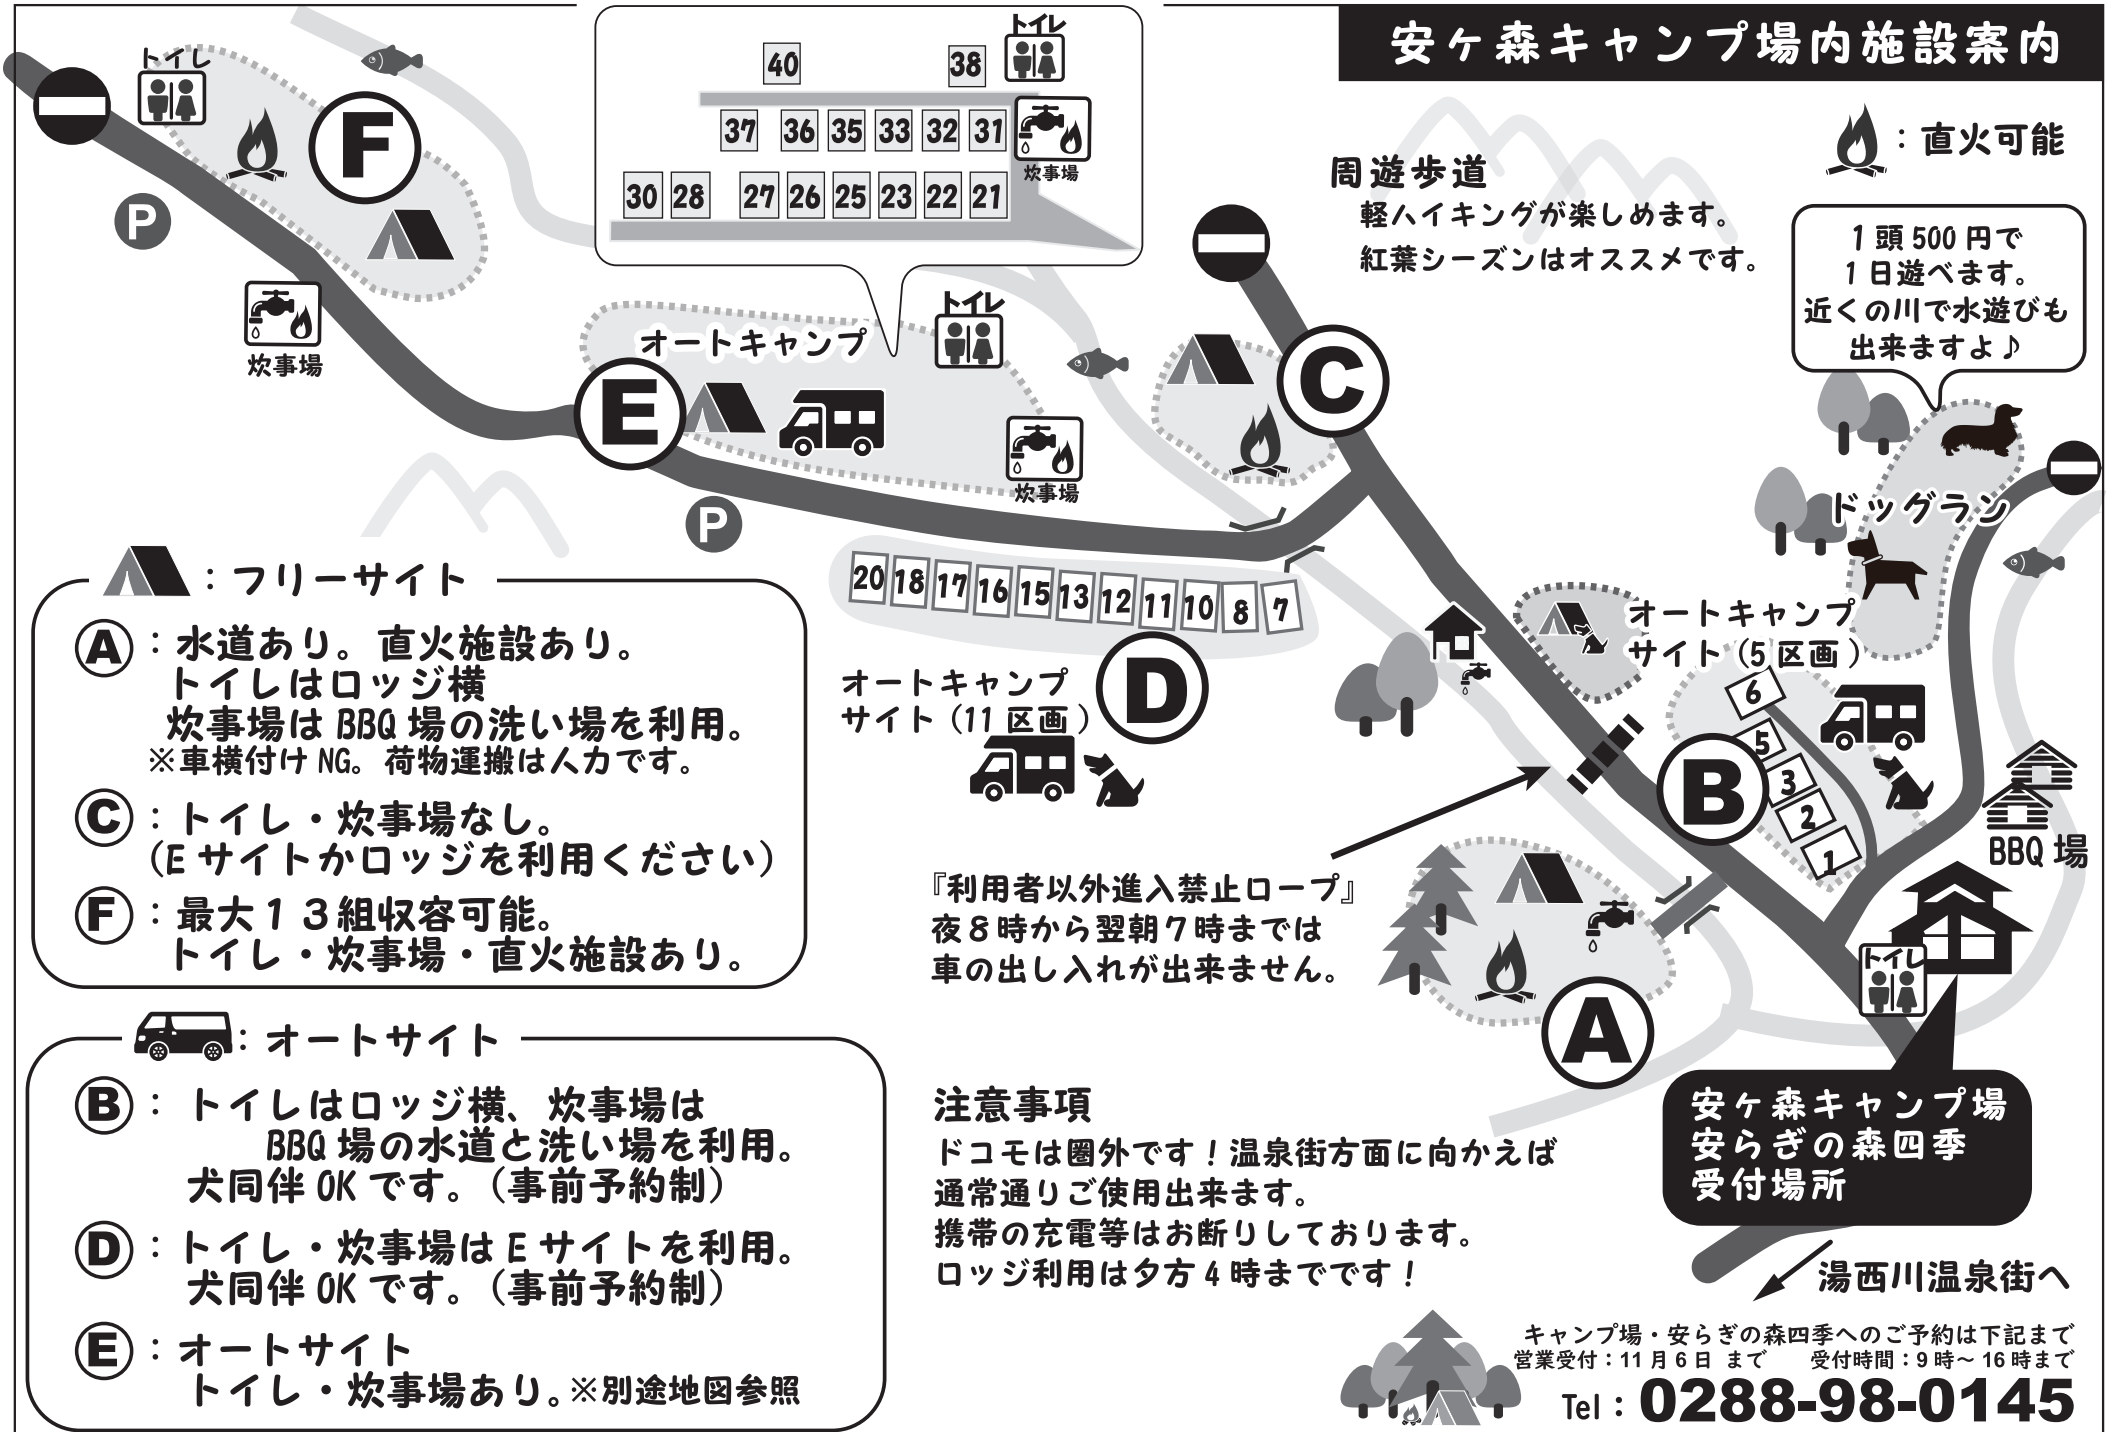 安ヶ森キャンプ場内施設案内
：直火可能
トイレ
F
P
炊事場
40
38
トイレ
37
36
35
33
32
31
炊事場
30
28
27
26
25
23
22
21
周遊歩道
軽ハイキングが楽しめます。
紅葉シーズンはオススメです。
1頭500円で
1日遊べます。
近くの川で水遊びも
出来ますよ♪
ドッグラン
オートキャンプ
E
トイレ
炊事場
P
C
20
18
17
16
15
13
12
11
10
8
7
オートキャンプ
サイト（11区画）
D
オートキャンプ
サイト（5区画）
6
5
3
2
1
B
BBQ場
『利用者以外進入禁止ロープ』
夜８時から翌朝７時までは
車の出し入れが出来ません。
A
トイレ
安ヶ森キャンプ場
安らぎの森四季
受付場所
湯西川温泉街へ
：フリーサイト
A：水道あり。直火施設あり。
トイレはロッジ横
炊事場はBBQ場の洗い場を利用。
※車横付けNG。荷物運搬は人力です。
C：トイレ・炊事場なし。
（Eサイトかロッジを利用ください）
F：最大１３組収容可能。
トイレ・炊事場・直火施設あり。
：オートサイト
B：トイレはロッジ横、炊事場は
BBQ場の水道と洗い場を利用。
犬同伴OKです。（事前予約制）
D：トイレ・炊事場はEサイトを利用。
犬同伴OKです。（事前予約制）
E：オートサイト
トイレ・炊事場あり。※別途地図参照
注意事項
ドコモは圏外です！温泉街方面に向かえば
通常通りご使用出来ます。
携帯の充電等はお断りしております。
ロッジ利用は夕方4時までです！
キャンプ場・安らぎの森四季へのご予約は下記まで
営業受付：11月6日 まで　受付時間：9時～16時まで
Tel：0288-98-0145